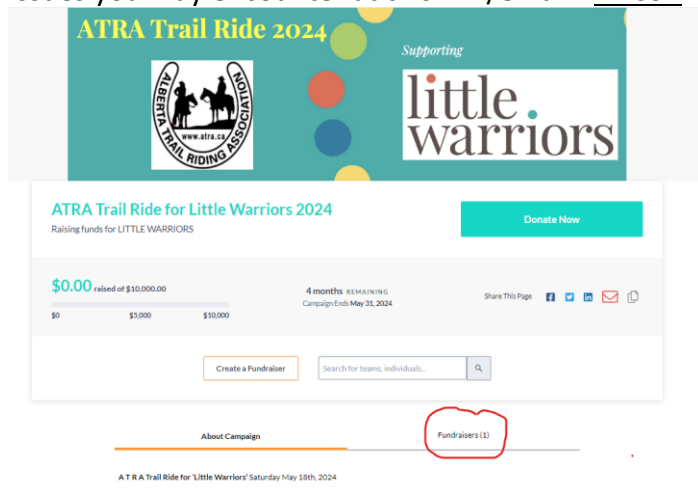 ATRA Trail Ride 2024
Supporting
ALBERTA TRAIL RIDING ASSOCIATION
www.atra.ca
little
warriors
ATRA Trail Ride for Little Warriors 2024
Raising funds for LITTLE WARRIORS
Donate Now
$0.00 raised of $10,000.00
$0 $5,000 $10,000
4 months REMAINING
Campaign Ends May 31, 2024
Share This Page
Create a Fundraiser
Search for teams, individuals...
About Campaign
Fundraisers (1)
A T R A Trail Ride for 'Little Warriors' Saturday May 18th, 2024